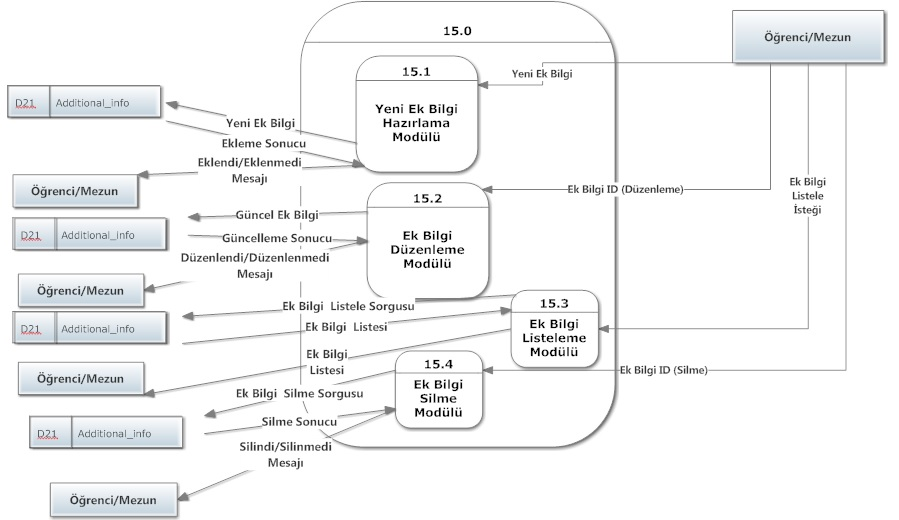 15.0
Öğrenci/Mezun
15.1
Yeni Ek Bilgi
Hazırlama
Modülü
Yeni Ek Bilgi
D21 Additional_info
Yeni Ek Bilgi
Ekleme Sonucu
Eklendi/Eklenmedi
Mesajı
Öğrenci/Mezun
15.2
Ek Bilgi
Düzenleme
Modülü
Ek Bilgi ID (Düzenleme)
Ek Bilgi
Listele
İsteği
D21 Additional_info
Güncel Ek Bilgi
Güncelleme Sonucu
Düzenlendi/Düzenlenmedi
Mesajı
Öğrenci/Mezun
15.3
Ek Bilgi
Listeleme
Modülü
D21 Additional_info
Ek Bilgi Listele Sorgusu
Ek Bilgi Listesi
Ek Bilgi
Listesi
Öğrenci/Mezun
15.4
Ek Bilgi
Silme
Modülü
Ek Bilgi ID (Silme)
Ek Bilgi Silme Sorgusu
D21 Additional_info
Silme Sonucu
Silindi/Silinmedi
Mesajı
Öğrenci/Mezun